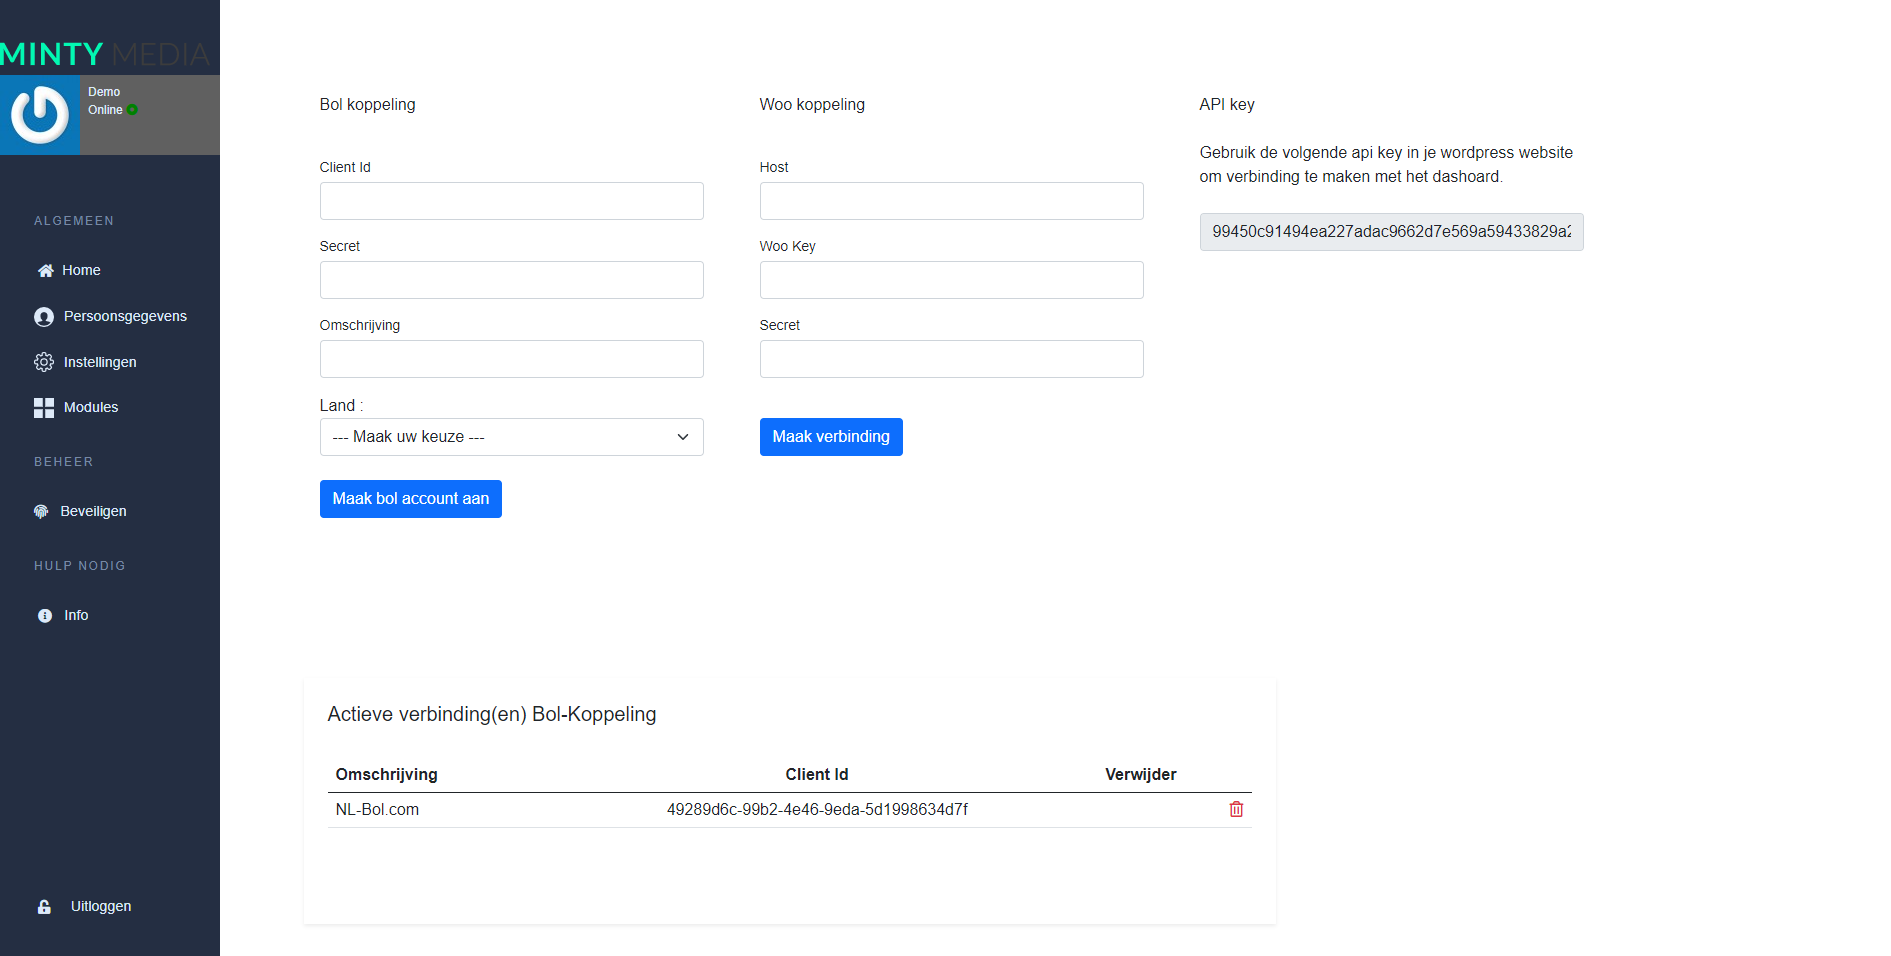 MINTY MEDIA
Demo
Online
ALGEMEEN
Home
Persoonsgegevens
Instellingen
Modules
BEHEER
Beveiligen
HULP NODIG
Info
Uitloggen
Bol koppeling
Client Id
Secret
Omschrijving
Land :
--- Maak uw keuze ---
Maak bol account aan
Woo koppeling
Host
Woo Key
Secret
Maak verbinding
API key
Gebruik de volgende api key in je wordpress website
om verbinding te maken met het dashoard.
99450c91494ea227adac9662d7e569a59433829a2
Actieve verbinding(en) Bol-Koppeling
Omschrijving Client Id Verwijder
NL-Bol.com 49289d6c-99b2-4e46-9eda-5d1998634d7f